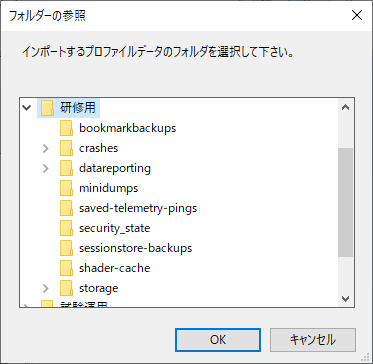 フォルダーの参照
インポートするプロファイルデータのフォルダを選択して下さい。
研修用
bookmarkbackups
crashes
datareporting
minidumps
saved-telemetry-pings
security_state
sessionstore-backups
shader-cache
storage
試験運用
OK
キャンセル